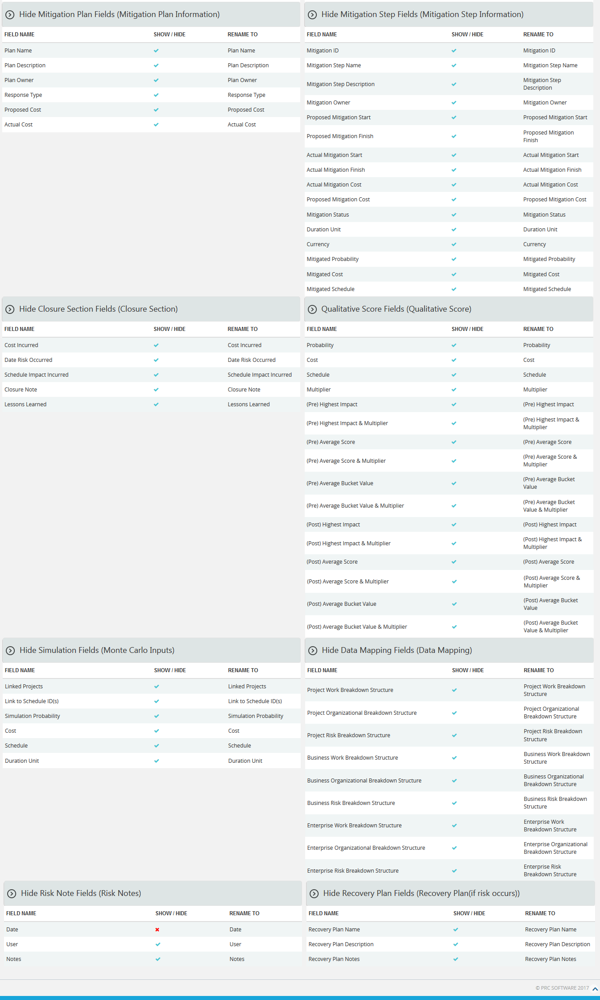 Hide Mitigation Plan Fields (Mitigation Plan Information)
FIELD NAME SHOW / HIDE RENAME TO
Plan Name Plan Name
Plan Description Plan Description
Plan Owner Plan Owner
Response Type Response Type
Proposed Cost Proposed Cost
Actual Cost Actual Cost
Hide Mitigation Step Fields (Mitigation Step Information)
FIELD NAME SHOW / HIDE RENAME TO
Mitigation ID Mitigation ID
Mitigation Step Name Mitigation Step Name
Mitigation Step Description Mitigation Step
Description
Mitigation Owner Mitigation Owner
Proposed Mitigation Start Proposed Mitigation Start
Proposed Mitigation Finish Proposed Mitigation
Finish
Actual Mitigation Start Actual Mitigation Start
Actual Mitigation Finish Actual Mitigation Finish
Actual Mitigation Cost Actual Mitigation Cost
Proposed Mitigation Cost Proposed Mitigation Cost
Mitigation Status Mitigation Status
Duration Unit Duration Unit
Currency Currency
Mitigated Probability Mitigated Probability
Mitigated Cost Mitigated Cost
Mitigated Schedule Mitigated Schedule
Hide Closure Section Fields (Closure Section)
FIELD NAME SHOW / HIDE RENAME TO
Cost Incurred Cost Incurred
Date Risk Occurred Date Risk Occurred
Schedule Impact Incurred Schedule Impact Incurred
Closure Note Closure Note
Lessons Learned Lessons Learned
Qualitative Score Fields (Qualitative Score)
FIELD NAME SHOW / HIDE RENAME TO
Probability Probability
Cost Cost
Schedule Schedule
Multiplier Multiplier
(Pre) Highest Impact (Pre) Highest Impact
(Pre) Highest Impact & Multiplier (Pre) Highest Impact &
Multiplier
(Pre) Average Score (Pre) Average Score
(Pre) Average Score & Multiplier (Pre) Average Score &
Multiplier
(Pre) Average Bucket Value (Pre) Average Bucket
Value
(Pre) Average Bucket Value & Multiplier (Pre) Average Bucket
Value & Multiplier
(Post) Highest Impact (Post) Highest Impact
(Post) Highest Impact & Multiplier (Post) Highest Impact &
Multiplier
(Post) Average Score (Post) Average Score
(Post) Average Score & Multiplier (Post) Average Score &
Multiplier
(Post) Average Bucket Value (Post) Average Bucket
Value
(Post) Average Bucket Value & Multiplier (Post) Average Bucket
Value & Multiplier
Hide Simulation Fields (Monte Carlo Inputs)
FIELD NAME SHOW / HIDE RENAME TO
Linked Projects Linked Projects
Link to Schedule ID(s) Link to Schedule ID(s)
Simulation Probability Simulation Probability
Cost Cost
Schedule Schedule
Duration Unit Duration Unit
Hide Data Mapping Fields (Data Mapping)
FIELD NAME SHOW / HIDE RENAME TO
Project Work Breakdown Structure Project Work Breakdown
Structure
Project Organizational Breakdown Structure Project Organizational
Breakdown Structure
Project Risk Breakdown Structure Project Risk Breakdown
Structure
Business Work Breakdown Structure Business Work Breakdown
Structure
Business Organizational Breakdown Structure Business Organizational
Breakdown Structure
Business Risk Breakdown Structure Business Risk Breakdown
Structure
Enterprise Work Breakdown Structure Enterprise Work
Breakdown Structure
Enterprise Organizational Breakdown Structure Enterprise Organizational
Breakdown Structure
Enterprise Risk Breakdown Structure Enterprise Risk
Breakdown Structure
Hide Risk Note Fields (Risk Notes)
FIELD NAME SHOW / HIDE RENAME TO
Date Date
User User
Notes Notes
Hide Recovery Plan Fields (Recovery Plan(if risk occurs))
FIELD NAME SHOW / HIDE RENAME TO
Recovery Plan Name Recovery Plan Name
Recovery Plan Description Recovery Plan Description
Recovery Plan Notes Recovery Plan Notes
© PRC SOFTWARE 2017